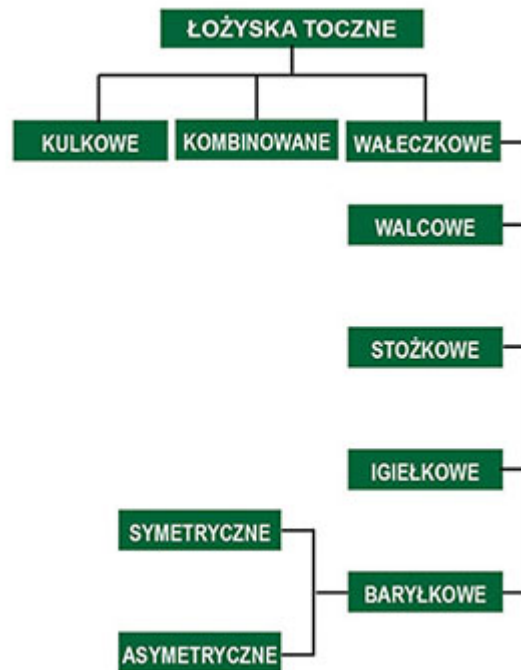 ŁOŻYSKA TOCZNE
KULKOWE
KOMBINOWANE
WAŁECZKOWE
WALCOWE
STOŻKOWE
IGIEŁKOWE
SYMETRYCZNE
BARYŁKOWE
ASYMETRYCZNE